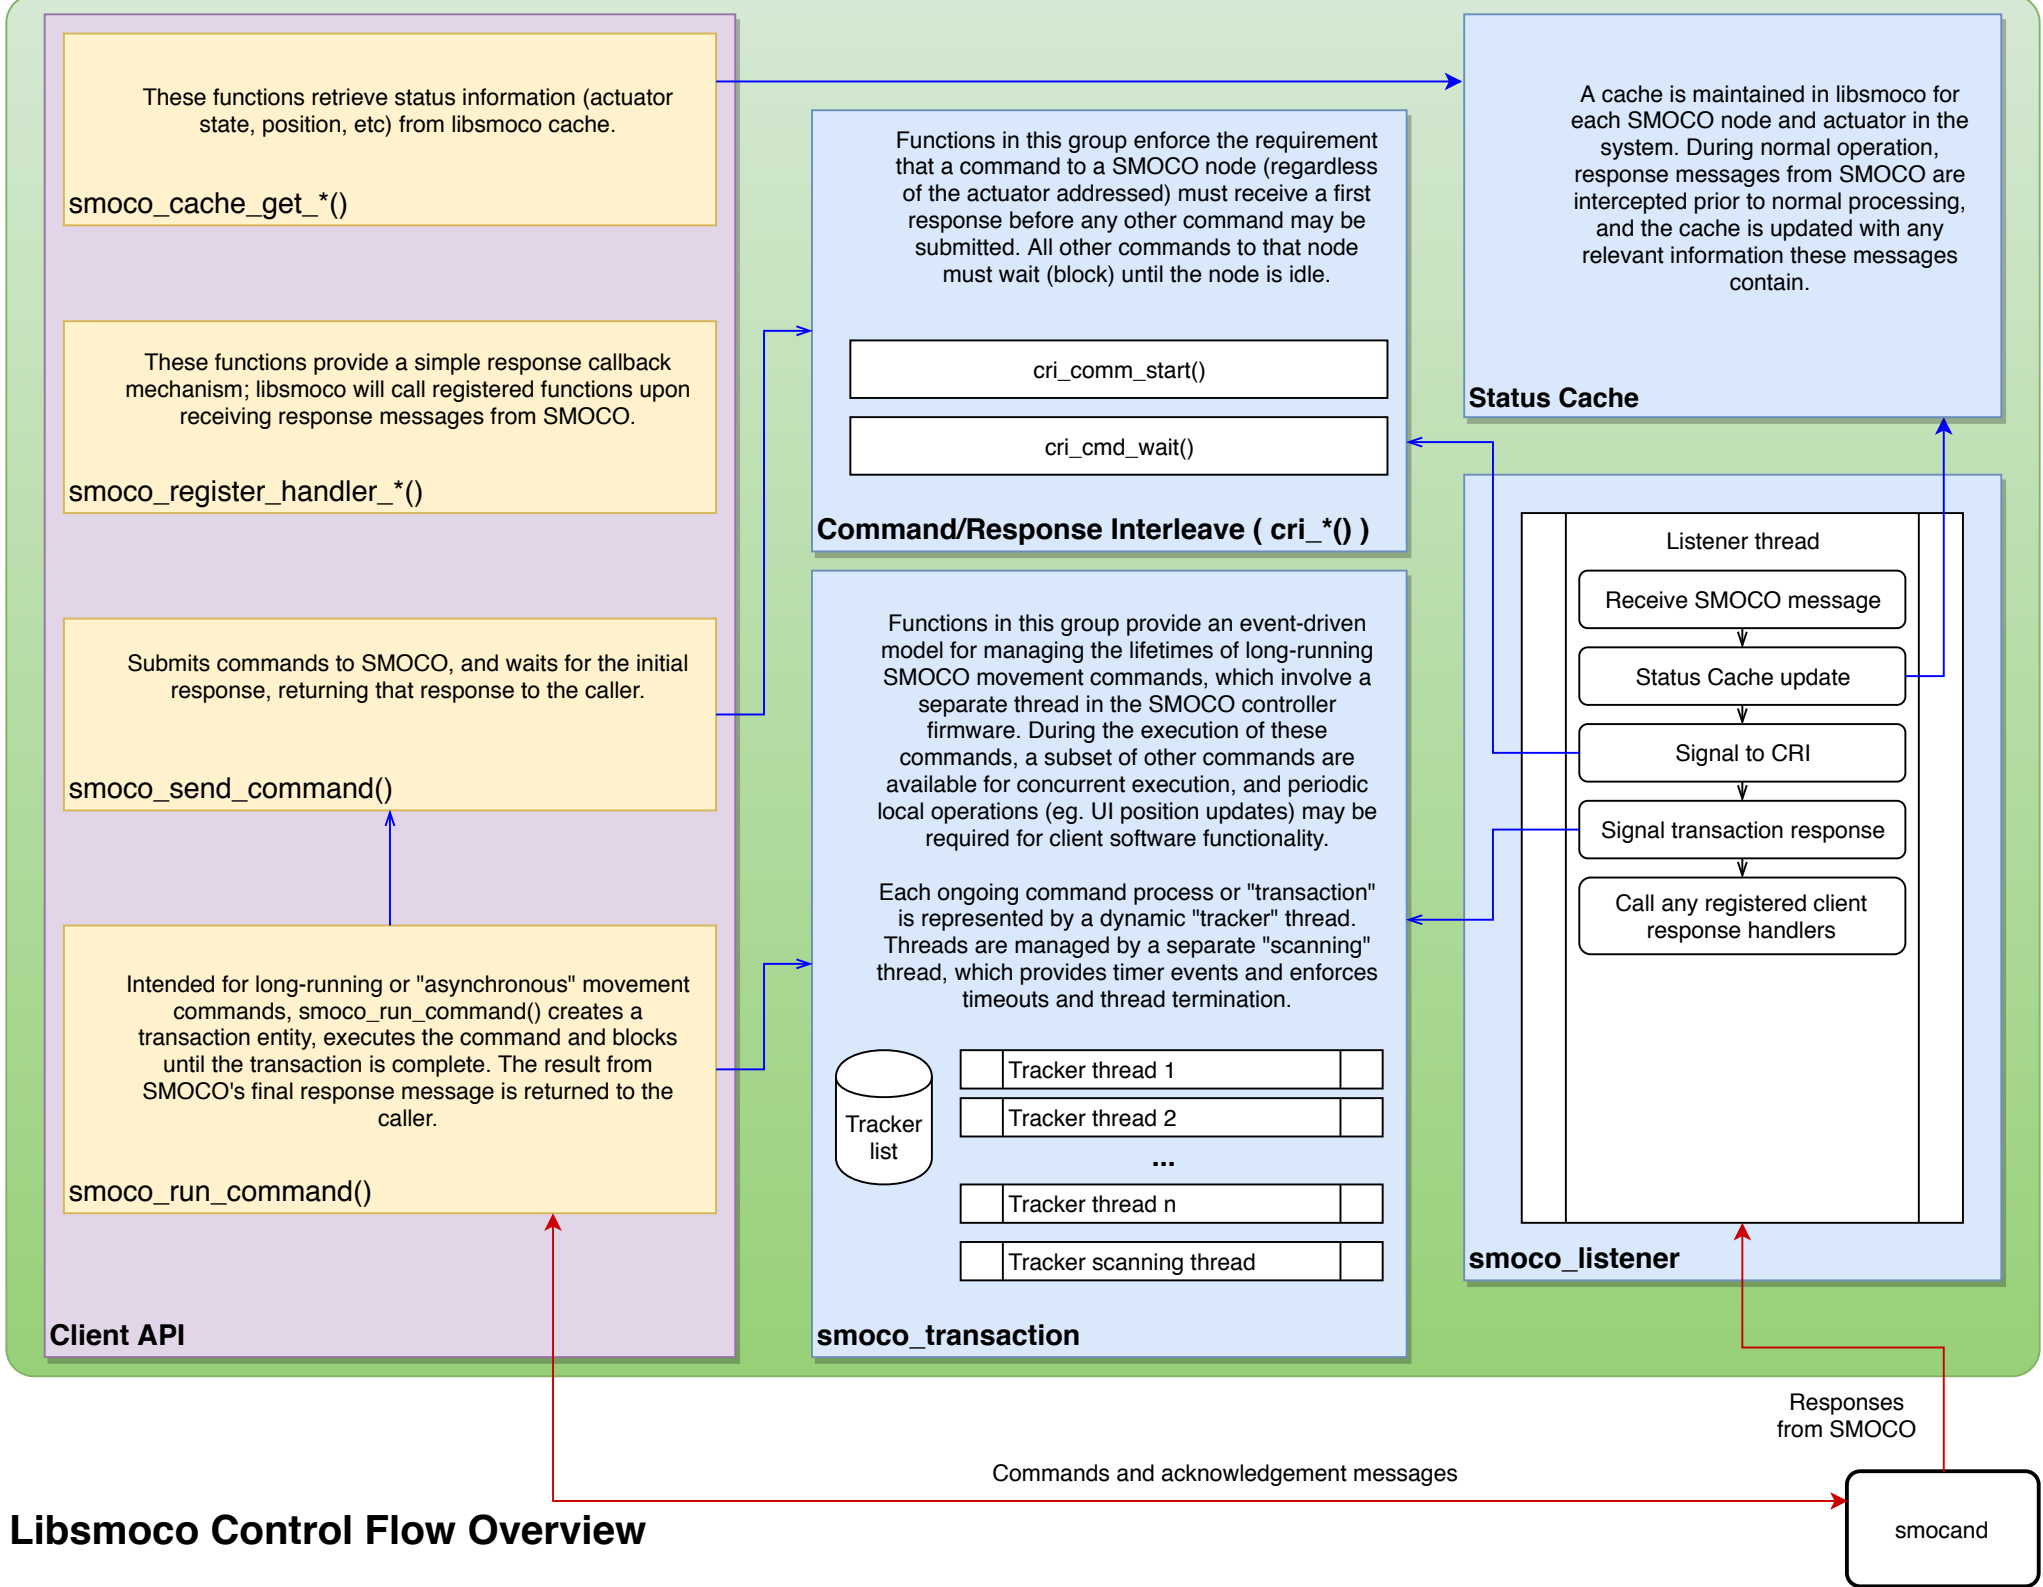 These functions retrieve status information (actuator
state, position, etc) from libsmoco cache.
smoco_cache_get_*()
These functions provide a simple response callback
mechanism; libsmoco will call registered functions upon
receiving response messages from SMOCO.
smoco_register_handler_*()
Submits commands to SMOCO, and waits for the initial
response, returning that response to the caller.
smoco_send_command()
Intended for long-running or "asynchronous" movement
commands, smoco_run_command() creates a
transaction entity, executes the command and blocks
until the transaction is complete. The result from
SMOCO's final response message is returned to the
caller.
smoco_run_command()
Client API
Functions in this group enforce the requirement
that a command to a SMOCO node (regardless
of the actuator addressed) must receive a first
response before any other command may be
submitted. All other commands to that node
must wait (block) until the node is idle.
cri_comm_start()
cri_cmd_wait()
Command/Response Interleave ( cri_*() )
Functions in this group provide an event-driven
model for managing the lifetimes of long-running
SMOCO movement commands, which involve a
separate thread in the SMOCO controller
firmware. During the execution of these
commands, a subset of other commands are
available for concurrent execution, and periodic
local operations (eg. UI position updates) may be
required for client software functionality.
Each ongoing command process or "transaction"
is represented by a dynamic "tracker" thread.
Threads are managed by a separate "scanning"
thread, which provides timer events and enforces
timeouts and thread termination.
Tracker
list
Tracker thread 1
Tracker thread 2
...
Tracker thread n
Tracker scanning thread
smoco_transaction
A cache is maintained in libsmoco for
each SMOCO node and actuator in the
system. During normal operation,
response messages from SMOCO are
intercepted prior to normal processing,
and the cache is updated with any
relevant information these messages
contain.
Status Cache
Listener thread
Receive SMOCO message
Status Cache update
Signal to CRI
Signal transaction response
Call any registered client
response handlers
smoco_listener
Responses
from SMOCO
Commands and acknowledgement messages
smocand
Libsmoco Control Flow Overview